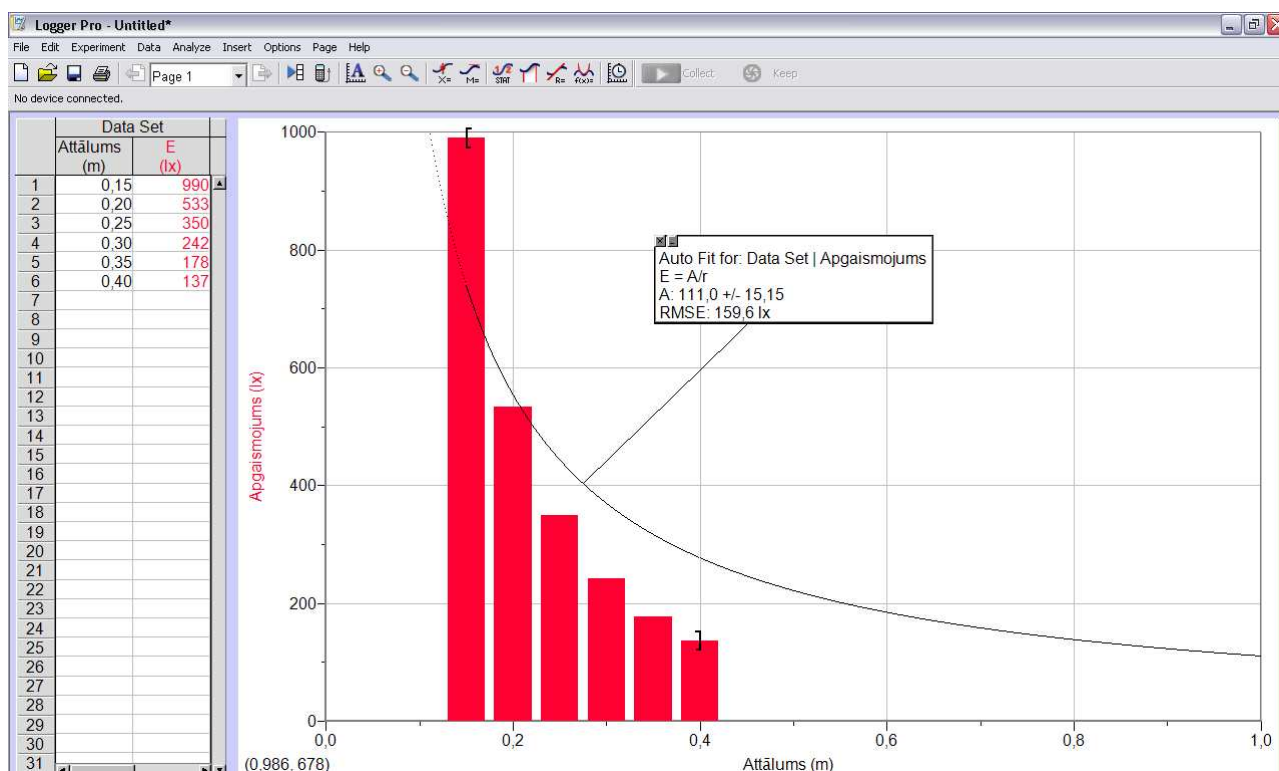 Logger Pro - Untitled*
File Edit Experiment Data Analyze Insert Options Page Help
Page 1
Collect
Keep
No device connected.
Data Set
Attālums E
(m) (lx)
1 0,15 990
2 0,20 533
3 0,25 350
4 0,30 242
5 0,35 178
6 0,40 137
7
8
9
10
11
12
13
14
15
16
17
18
19
20
21
22
23
24
25
26
27
28
29
30
31
1000
800
600
400
200
0
Apgaismojums (lx)
Auto Fit for: Data Set | Apgaismojums
E = A/r
A: 111,0 +/- 15,15
RMSE: 159,6 lx
0,0 0,2 0,4 0,6 0,8 1,0
(0,986, 678)
Attālums (m)